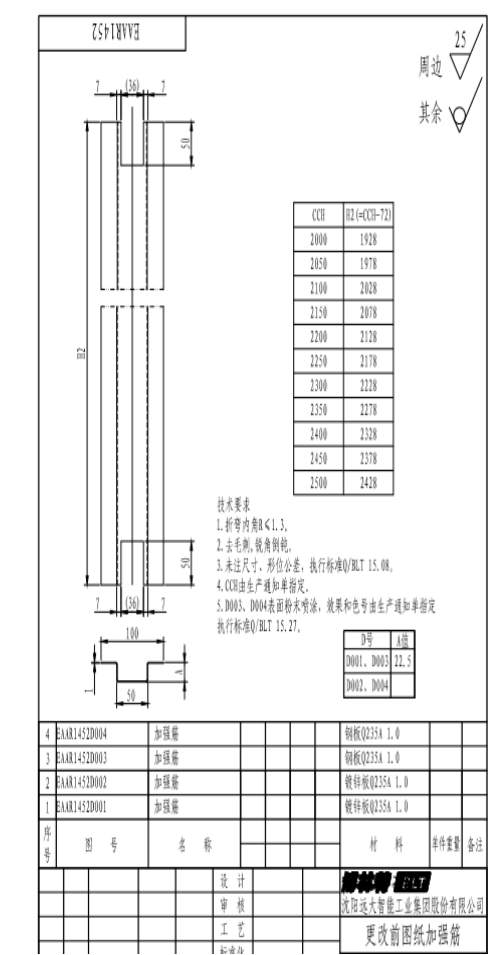 EAAR1452
25
周边
其余
7 (36) 7
50
H2
CCH H2(=CCH-72)
2000 1928
2050 1978
2100 2028
2150 2078
2200 2128
2250 2178
2300 2228
2350 2278
2400 2328
2450 2378
2500 2428
技术要求
1.折弯内角R≤1.3。
2.去毛刺,锐角倒钝。
3.未注尺寸、形位公差，执行标准Q/BLT 15.08。
4.CCH由生产通知单指定。
5.D003、D004表面粉末喷涂，效果和色号由生产通知单指定
执行标准Q/BLT 15.27。
50
7 (36) 7
100
1
A
50
D号 A值
D001、D003 22.5
D002、D004
4 EAAR1452D004 加强筋 钢板Q235A 1.0
3 EAAR1452D003 加强筋 钢板Q235A 1.0
2 EAAR1452D002 加强筋 镀锌板Q235A 1.0
1 EAAR1452D001 加强筋 镀锌板Q235A 1.0
序号 图 号 名 称 材 料 单件重量 备注
设 计
审 核
工 艺
标准化
博林特 BLT
沈阳远大智能工业集团股份有限公司
更改前图纸加强筋